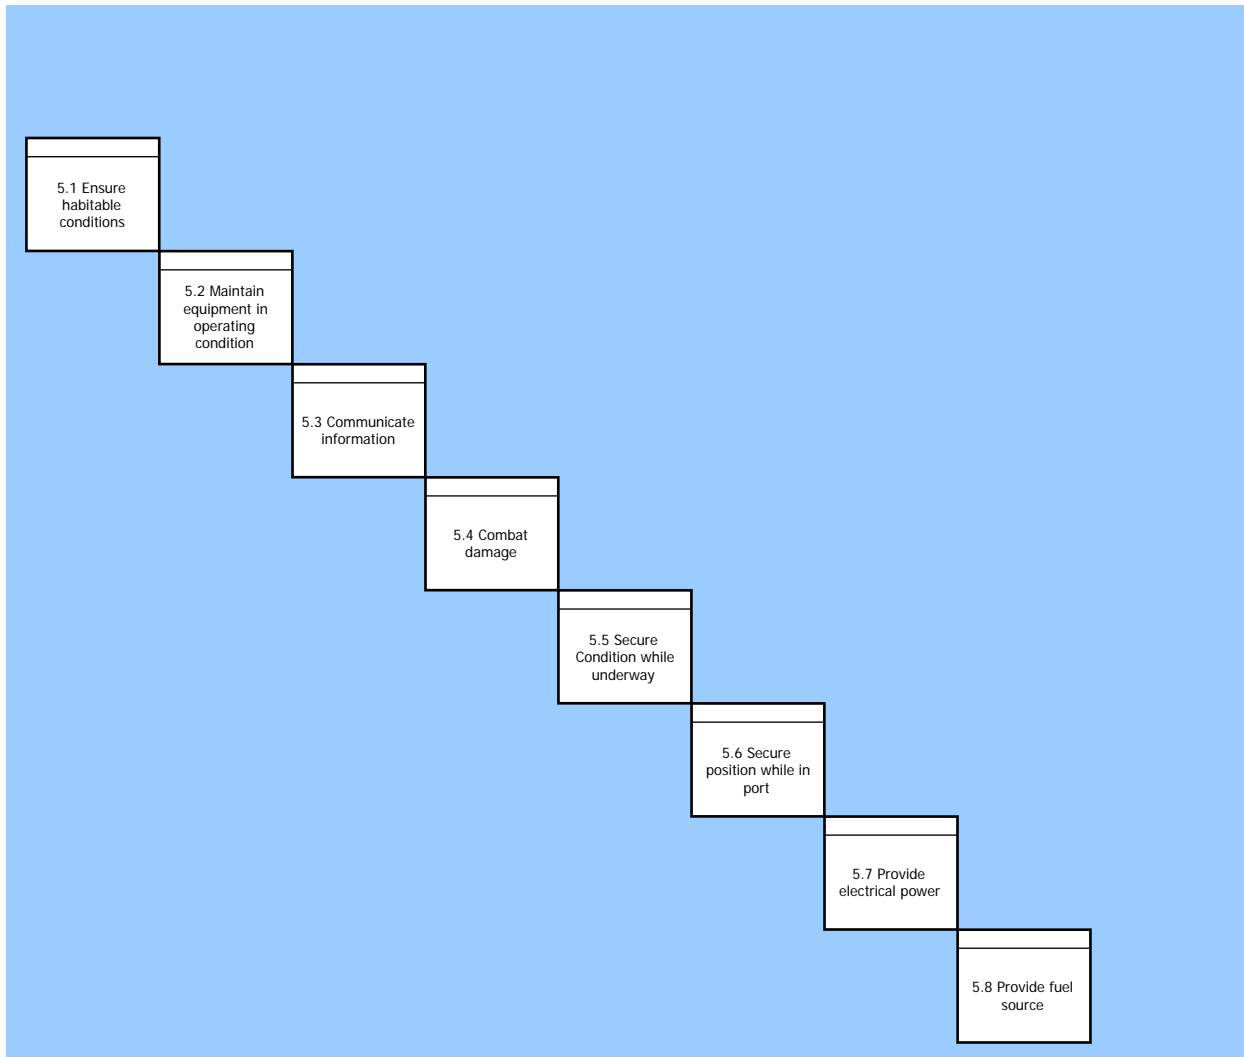 5.1 Ensure
habitable
conditions
5.2 Maintain
equipment in
operating
condition
5.3 Communicate
information
5.4 Combat
damage
5.5 Secure
Condition while
underway
5.6 Secure
position while in
port
5.7 Provide
electrical power
5.8 Provide fuel
source